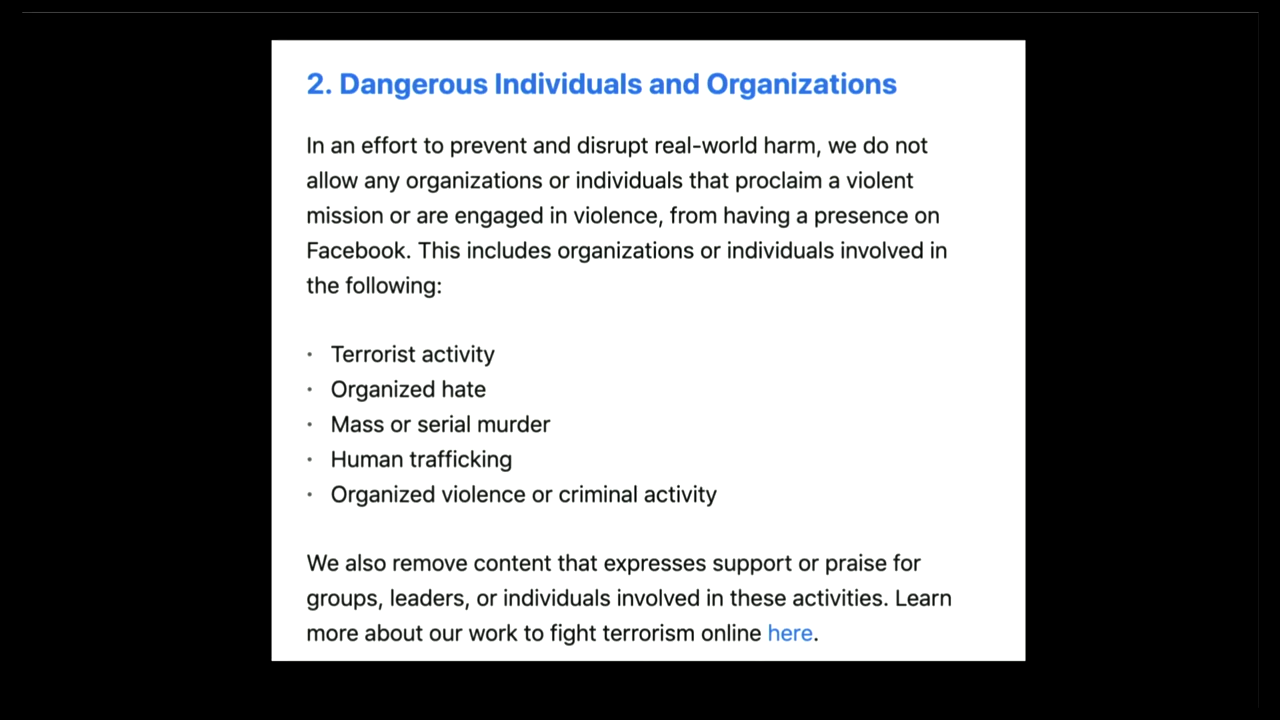 2. Dangerous Individuals and Organizations
In an effort to prevent and disrupt real-world harm, we do not
allow any organizations or individuals that proclaim a violent
mission or are engaged in violence, from having a presence on
Facebook. This includes organizations or individuals involved in
the following:
· Terrorist activity
· Organized hate
· Mass or serial murder
· Human trafficking
· Organized violence or criminal activity
We also remove content that expresses support or praise for
groups, leaders, or individuals involved in these activities. Learn
more about our work to fight terrorism online here.